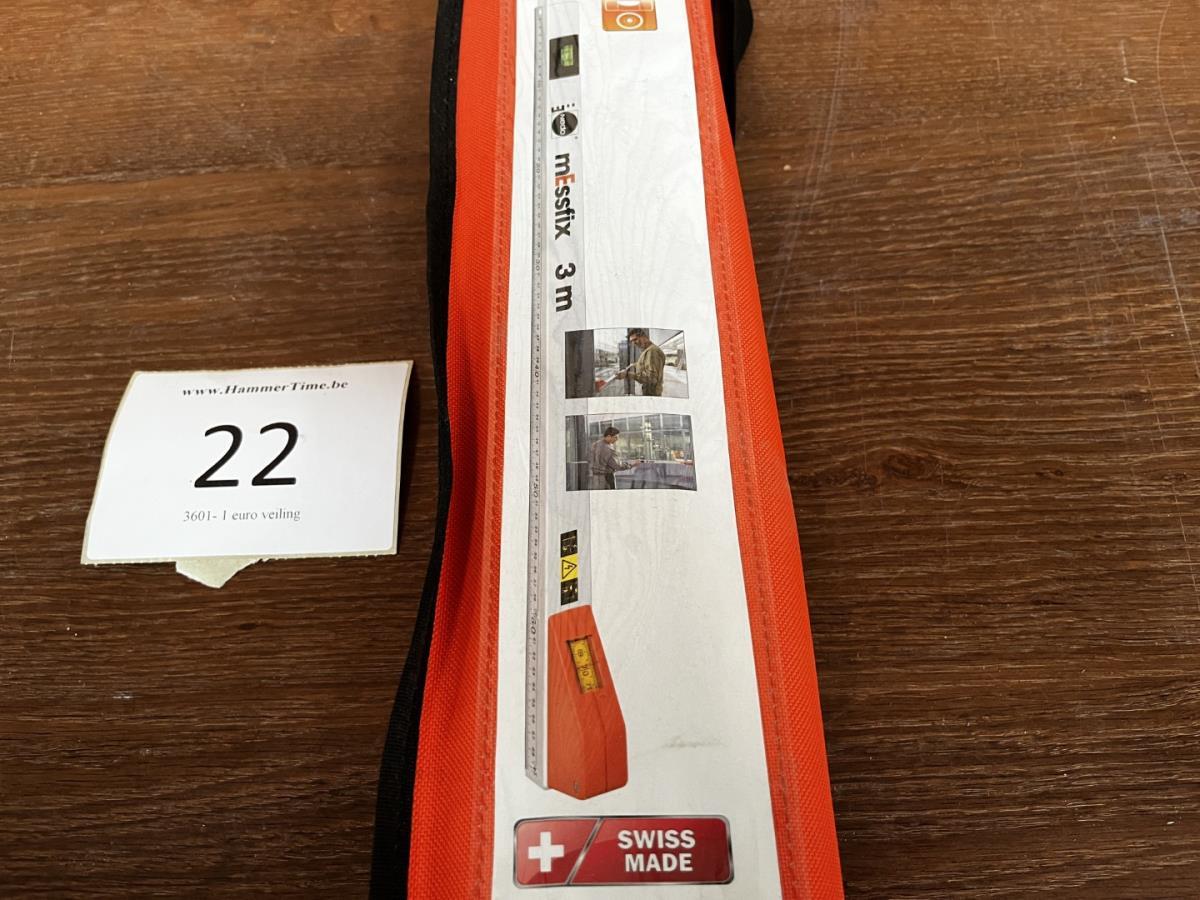 www.HammerTime.be
22
3601- 1 euro veiling
nedo
mEssfix 3 m
SWISS
MADE